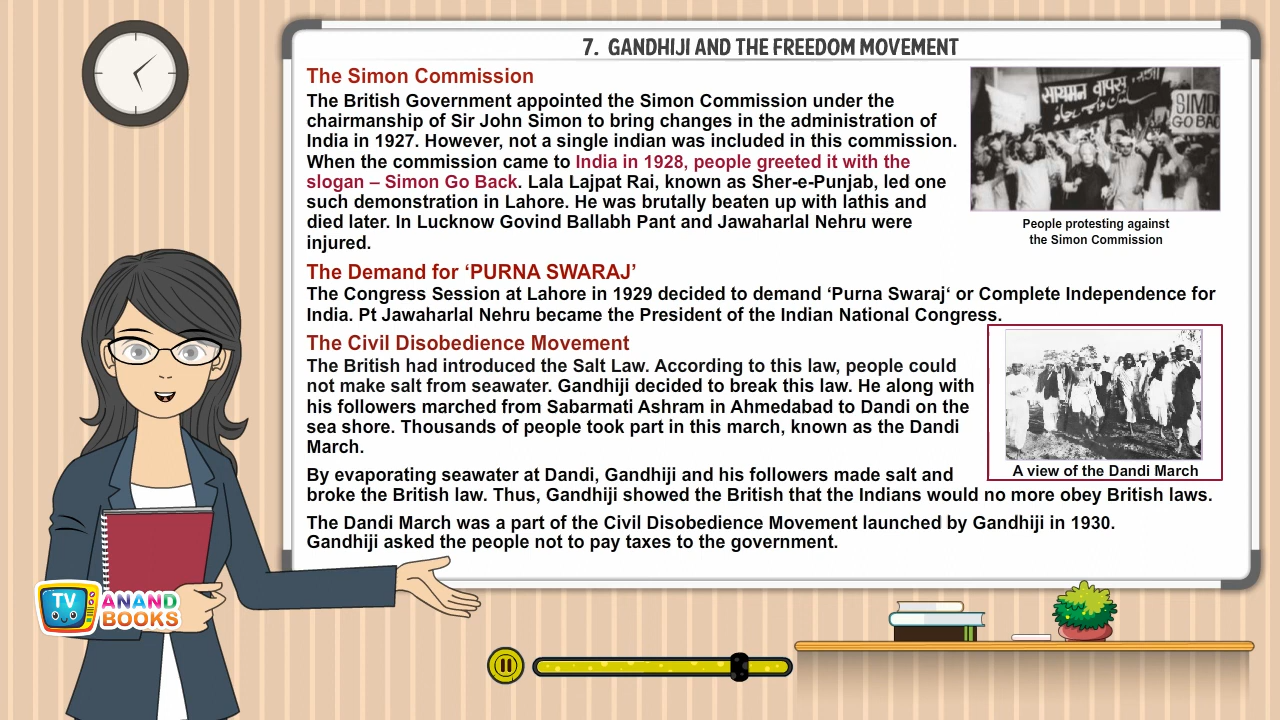 7. GANDHIJI AND THE FREEDOM MOVEMENT
The Simon Commission
The British Government appointed the Simon Commission under the
chairmanship of Sir John Simon to bring changes in the administration of
India in 1927. However, not a single indian was included in this commission.
When the commission came to India in 1928, people greeted it with the
slogan – Simon Go Back. Lala Lajpat Rai, known as Sher-e-Punjab, led one
such demonstration in Lahore. He was brutally beaten up with lathis and
died later. In Lucknow Govind Ballabh Pant and Jawaharlal Nehru were
injured.
सायमन वापस
SIMO
GO BACK
People protesting against
the Simon Commission
The Demand for ‘PURNA SWARAJ’
The Congress Session at Lahore in 1929 decided to demand ‘Purna Swaraj‘ or Complete Independence for
India. Pt Jawaharlal Nehru became the President of the Indian National Congress.
The Civil Disobedience Movement
The British had introduced the Salt Law. According to this law, people could
not make salt from seawater. Gandhiji decided to break this law. He along with
his followers marched from Sabarmati Ashram in Ahmedabad to Dandi on the
sea shore. Thousands of people took part in this march, known as the Dandi
March.
A view of the Dandi March
By evaporating seawater at Dandi, Gandhiji and his followers made salt and
broke the British law. Thus, Gandhiji showed the British that the Indians would no more obey British laws.
The Dandi March was a part of the Civil Disobedience Movement launched by Gandhiji in 1930.
Gandhiji asked the people not to pay taxes to the government.
TV
ANAND
BOOKS